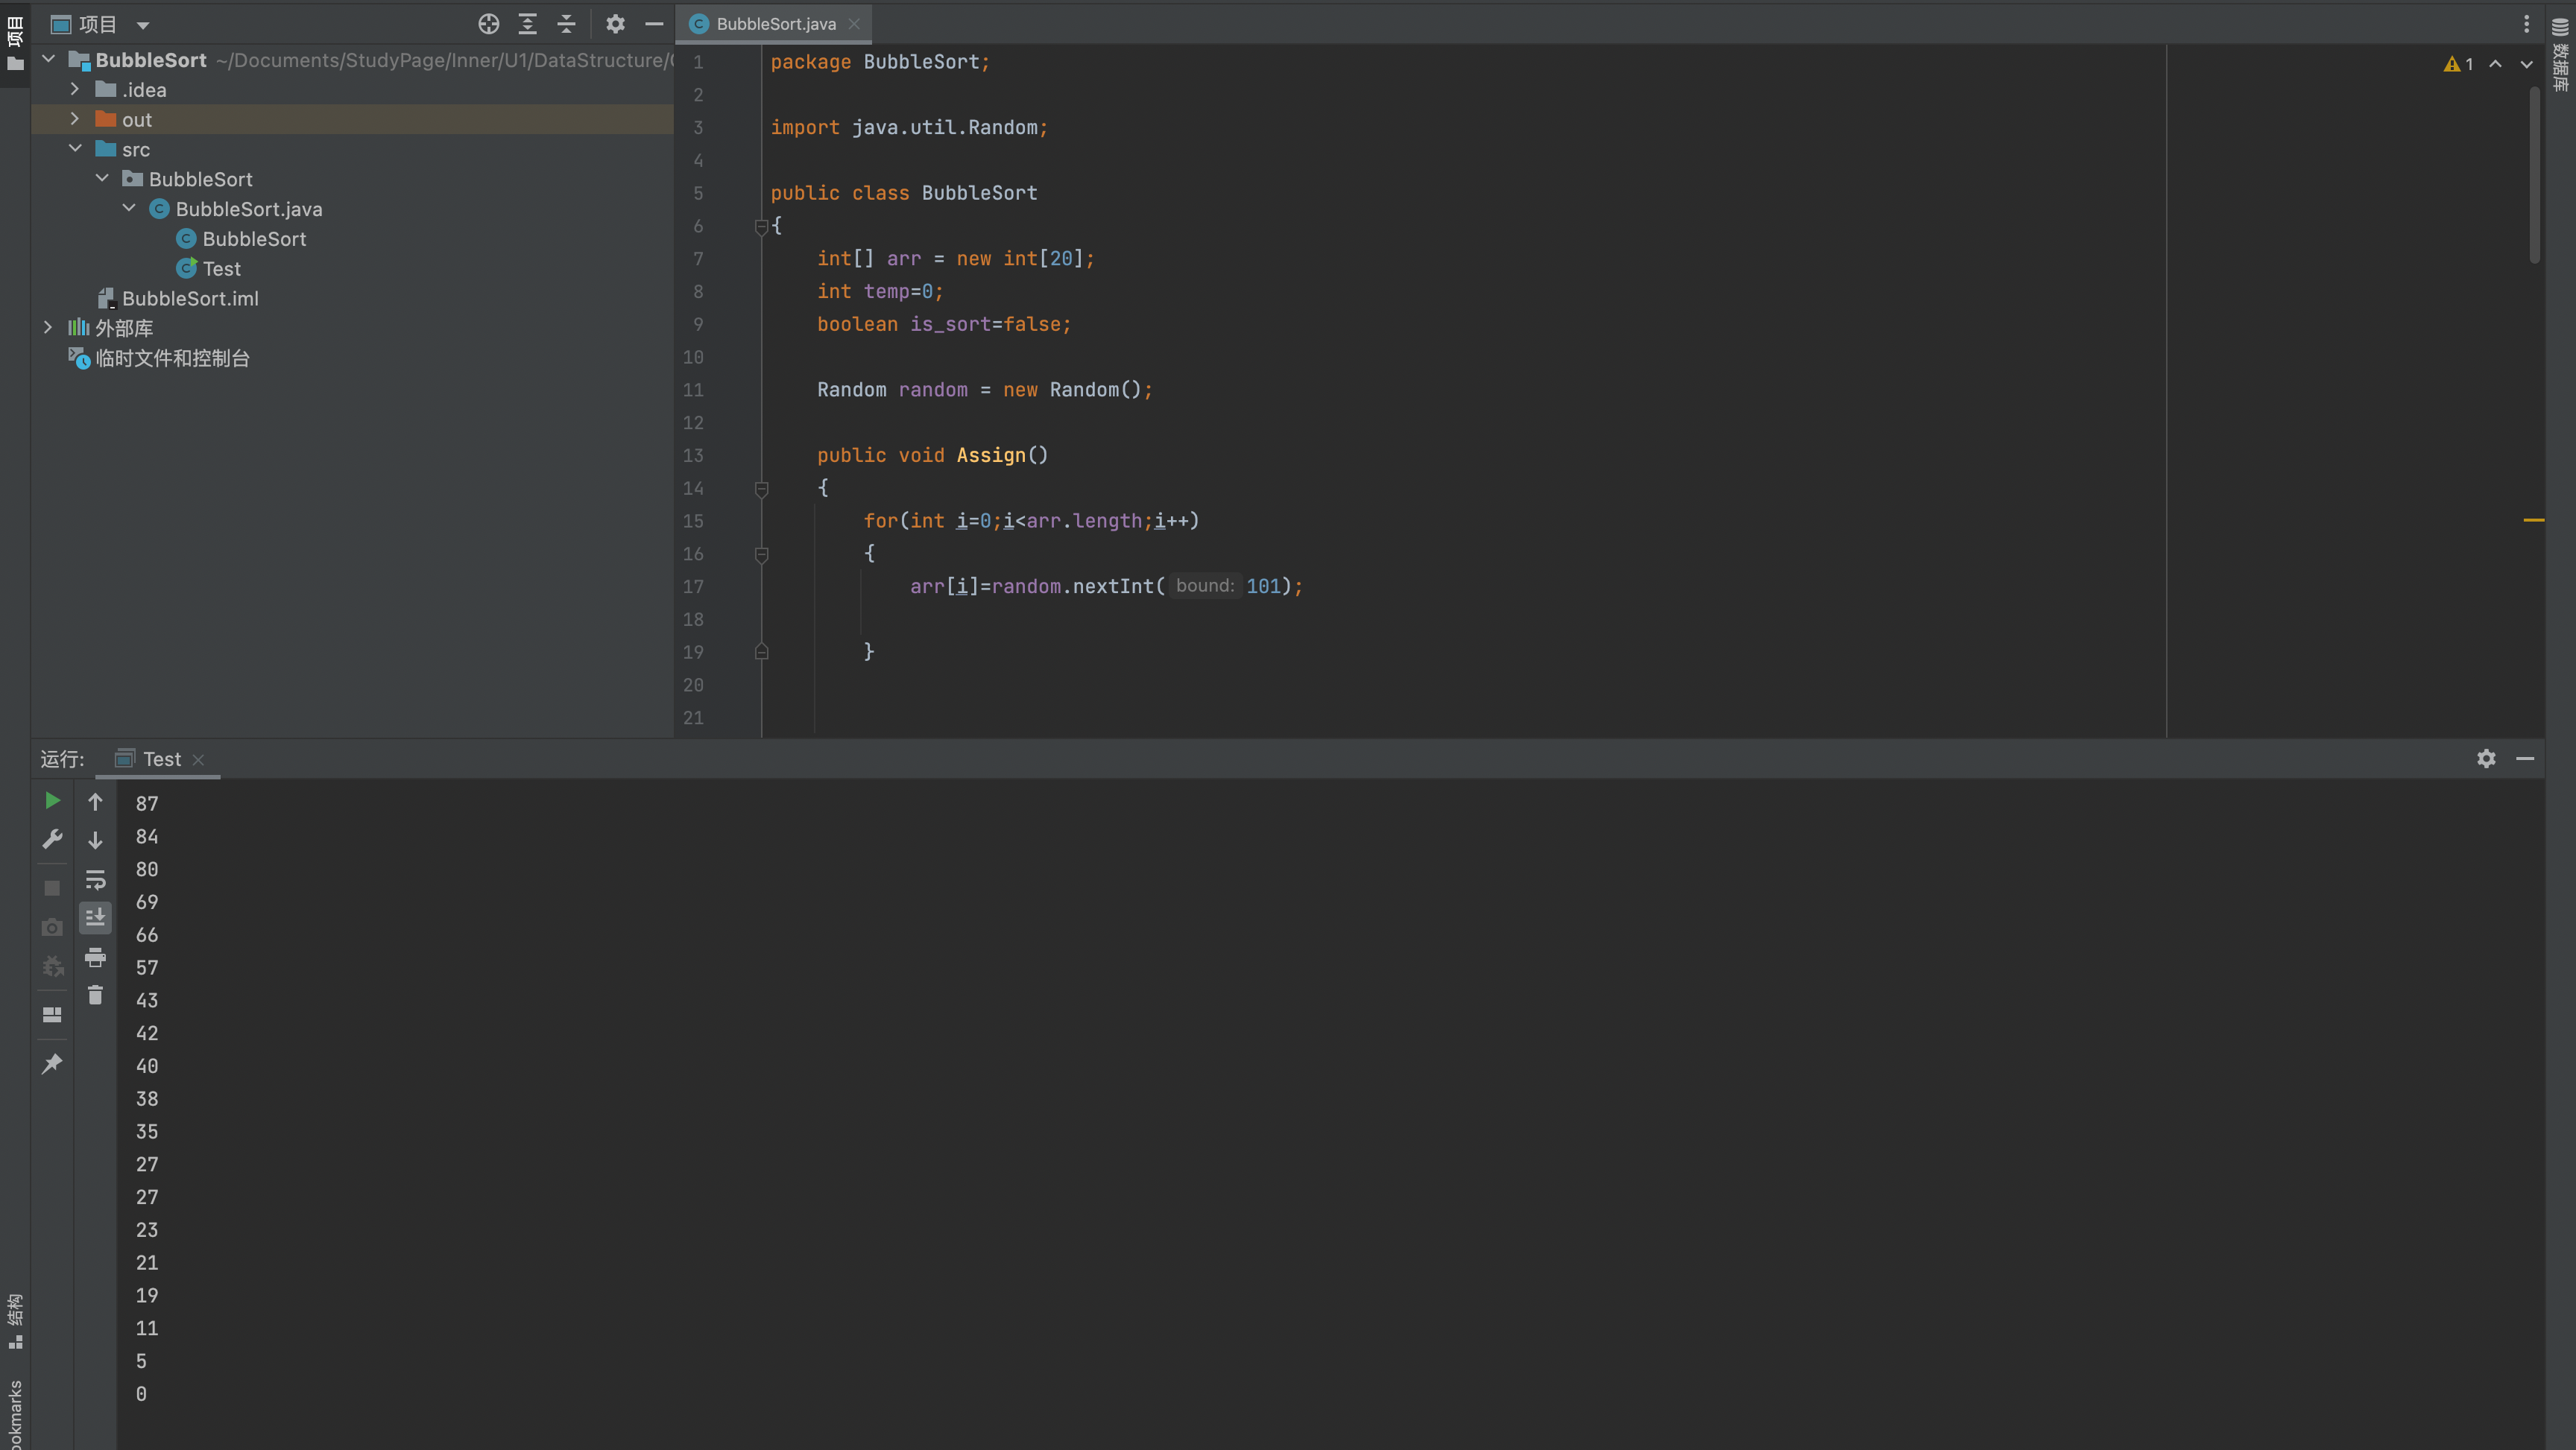 项目
项目
BubbleSort ~/Documents/StudyPage/Inner/U1/DataStructure/
.idea
out
src
BubbleSort
BubbleSort.java
BubbleSort
Test
BubbleSort.iml
外部库
临时文件和控制台
BubbleSort.java
1
数据库
1 package BubbleSort;
2
3 import java.util.Random;
4
5 public class BubbleSort
6 {
7 int[] arr = new int[20];
8 int temp=0;
9 boolean is_sort=false;
10
11 Random random = new Random();
12
13 public void Assign()
14 {
15 for(int i=0;i<arr.length;i++)
16 {
17 arr[i]=random.nextInt( bound: 101);
18
19 }
20
21
运行: Test
87
84
80
69
66
57
43
42
40
38
35
27
27
23
21
19
11
5
0
结构
ookmarks